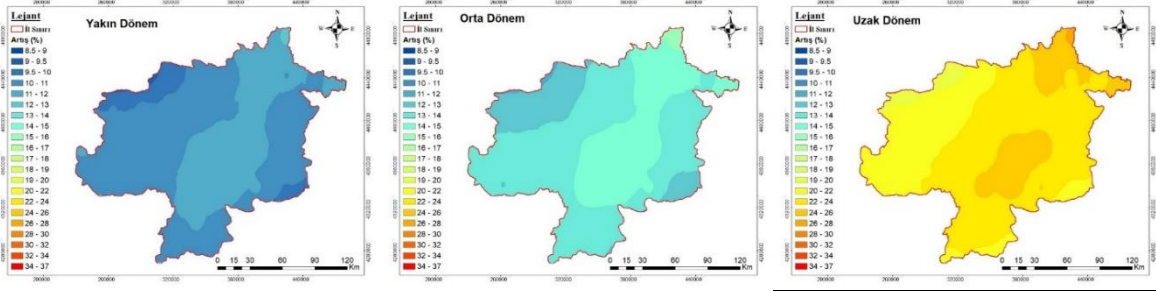 Lejant
İl Sınırı
Artış (%)
8.5 - 9
9 - 9.5
9.5 - 10
10 - 11
11 - 12
12 - 13
13 - 14
14 - 15
15 - 16
16 - 17
17 - 18
18 - 19
19 - 20
20 - 22
22 - 24
24 - 26
26 - 28
28 - 30
30 - 32
32 - 34
34 - 37
Yakın Dönem
N
W E
S
0 15 30 60 90 120
Km
Lejant
İl Sınırı
Artış (%)
8.5 - 9
9 - 9.5
9.5 - 10
10 - 11
11 - 12
12 - 13
13 - 14
14 - 15
15 - 16
16 - 17
17 - 18
18 - 19
19 - 20
20 - 22
22 - 24
24 - 26
26 - 28
28 - 30
30 - 32
32 - 34
34 - 37
Orta Dönem
N
W E
S
0 15 30 60 90 120
Km
Lejant
İl Sınırı
Artış (%)
8.5 - 9
9 - 9.5
9.5 - 10
10 - 11
11 - 12
12 - 13
13 - 14
14 - 15
15 - 16
16 - 17
17 - 18
18 - 19
19 - 20
20 - 22
22 - 24
24 - 26
26 - 28
28 - 30
30 - 32
32 - 34
34 - 37
Uzak Dönem
N
W E
S
0 15 30 60 90 120
Km